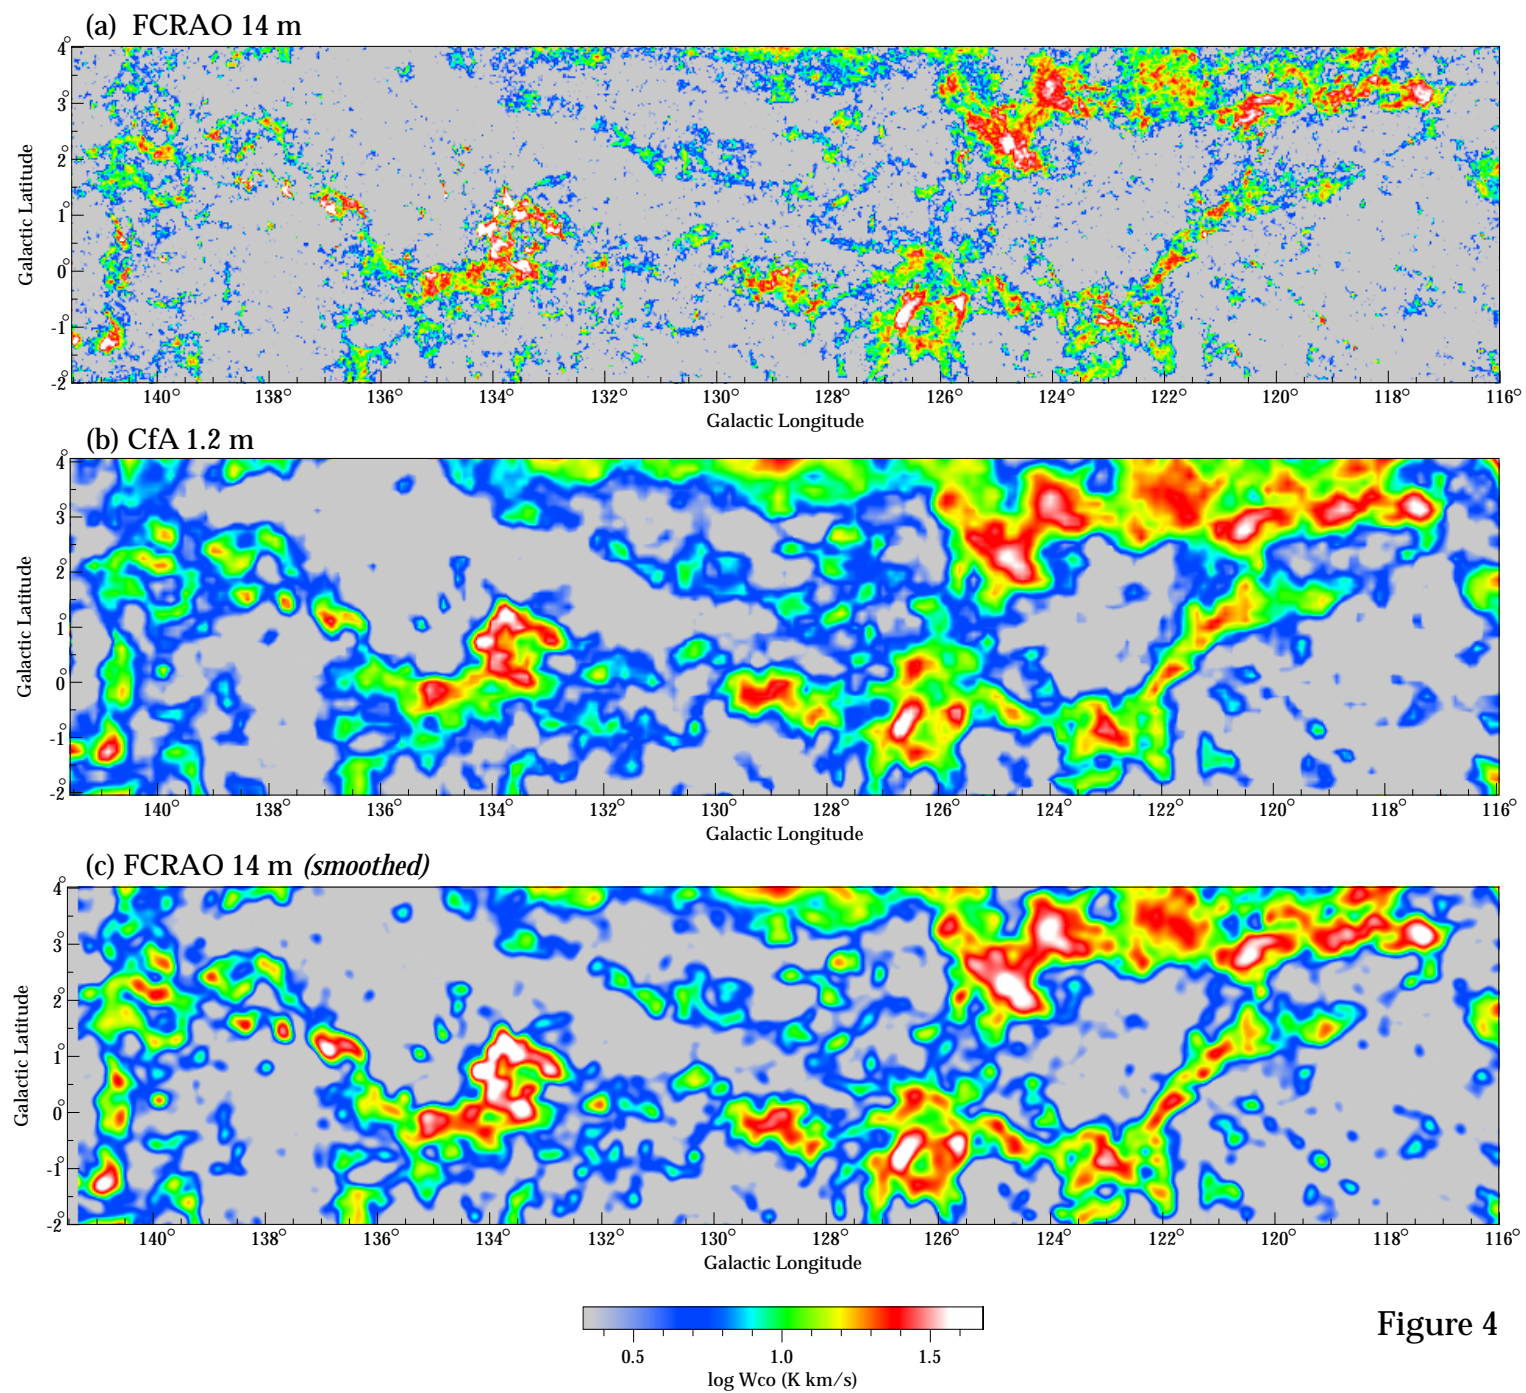 (a) FCRAO 14 m
4°
3°
2°
1°
0°
-1°
-2°
Galactic Latitude
140° 138° 136° 134° 132° 130° 128° 126° 124° 122° 120° 118° 116°
Galactic Longitude
(b) CfA 1.2 m
4°
3°
2°
1°
0°
-1°
-2°
Galactic Latitude
140° 138° 136° 134° 132° 130° 128° 126° 124° 122° 120° 118° 116°
Galactic Longitude
(c) FCRAO 14 m (smoothed)
4°
3°
2°
1°
0°
-1°
-2°
Galactic Latitude
140° 138° 136° 134° 132° 130° 128° 126° 124° 122° 120° 118° 116°
Galactic Longitude
0.5 1.0 1.5
log Wco (K km/s)
Figure 4